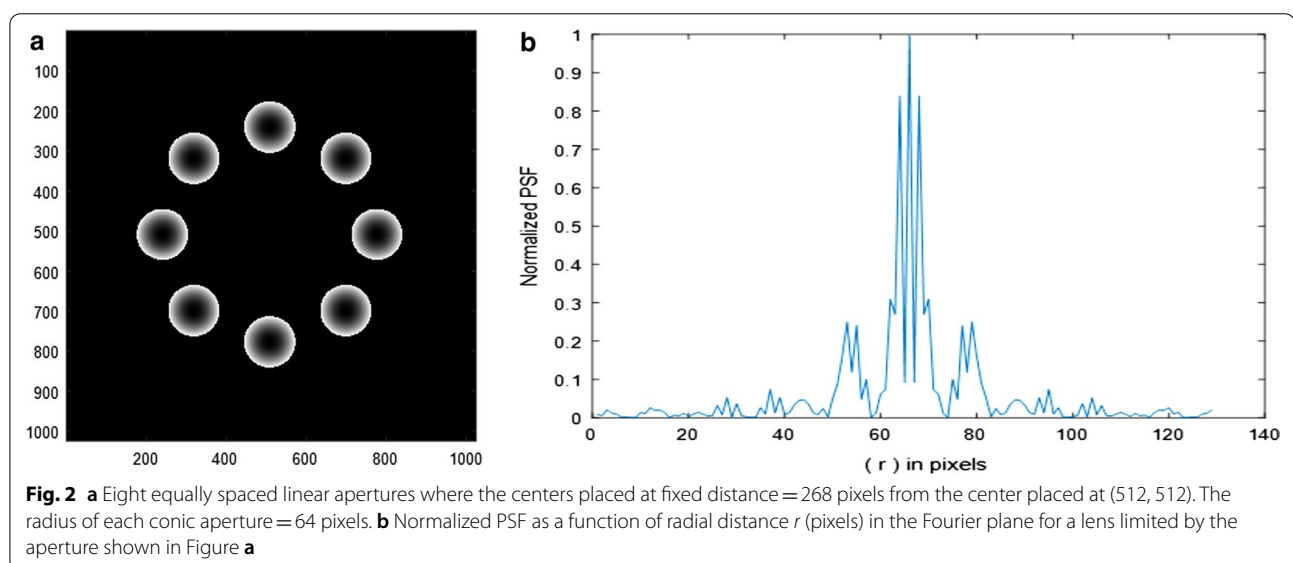 a
100
200
300
400
500
600
700
800
900
1000
200 400 600 800 1000
b
1
0.9
0.8
0.7
0.6
0.5
0.4
0.3
0.2
0.1
0
Normalized PSF
0 20 40 60 80 100 120 140
( r ) in pixels
Fig. 2 a Eight equally spaced linear apertures where the centers placed at fixed distance = 268 pixels from the center placed at (512, 512). The
radius of each conic aperture = 64 pixels. b Normalized PSF as a function of radial distance r (pixels) in the Fourier plane for a lens limited by the
aperture shown in Figure a